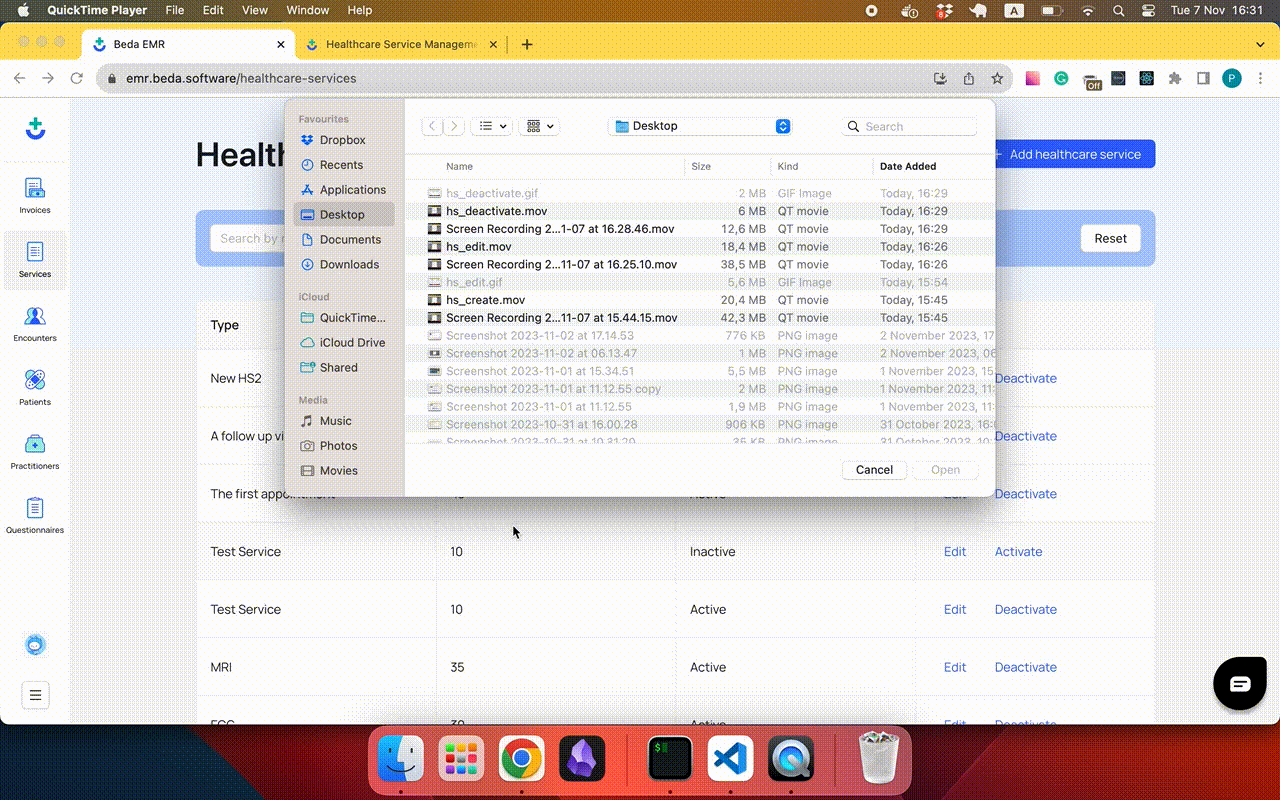 QuickTime Player File Edit View Window Help A Tue 7 Nov 16:31
Beda EMR Healthcare Service Managem
emr.beda.software/healthcare-services Off P
Favourites
Dropbox
Recents
Applications
Desktop
Documents
Downloads
iCloud
QuickTime...
iCloud Drive
Shared
Media
Music
Photos
Movies
Desktop Search
Name Size Kind Date Added
hs_deactivate.gif 2 MB GIF Image Today, 16:29
hs_deactivate.mov 6 MB QT movie Today, 16:29
Screen Recording 2...1-07 at 16.28.46.mov 12,6 MB QT movie Today, 16:29
hs_edit.mov 18,4 MB QT movie Today, 16:26
Screen Recording 2...11-07 at 16.25.10.mov 38,5 MB QT movie Today, 16:26
hs_edit.gif 5,6 MB GIF Image Today, 15:54
hs_create.mov 20,4 MB QT movie Today, 15:45
Screen Recording 2...11-07 at 15.44.15.mov 42,3 MB QT movie Today, 15:45
Screenshot 2023-11-02 at 17.14.53 776 KB PNG image 2 November 2023, 17
Screenshot 2023-11-02 at 06.13.47 1 MB PNG image 2 November 2023, 06
Screenshot 2023-11-01 at 15.34.51 5,5 MB PNG image 1 November 2023, 15
Screenshot 2023-11-01 at 11.12.55 copy 2 MB PNG image 1 November 2023, 11:
Screenshot 2023-11-01 at 11.12.55 1,9 MB PNG image 1 November 2023, 11:
Screenshot 2023-10-31 at 16.00.28 906 KB PNG image 31 October 2023, 16:
Screenshot 2023-10-31 at 10.31.20 36 KB PNG image 31 October 2023, 10:
Cancel Open
Invoices
Services
Encounters
Patients
Practitioners
Questionnaires
Health
+ Add healthcare service
Search by Reset
Type
New HS2 Deactivate
A follow up vi Deactivate
The first appointment Active Edit Deactivate
Test Service 10 Inactive Edit Activate
Test Service 10 Active Edit Deactivate
MRI 35 Active Edit Deactivate
ECG 30 Active Edit Deactivate